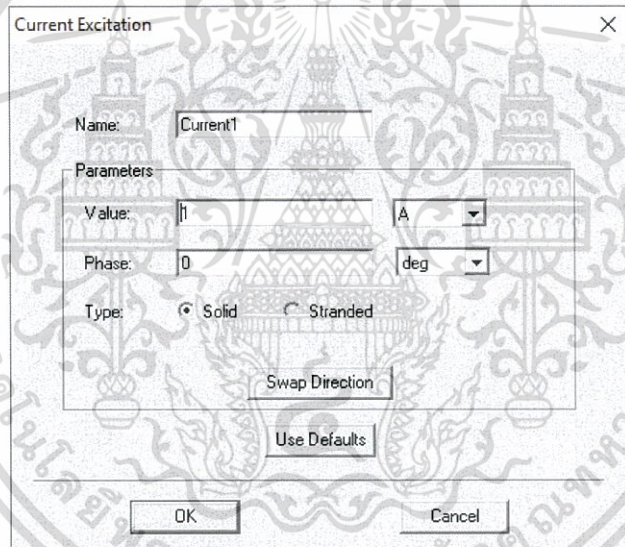 Current Excitation
Name: Current1
Parameters
Value: 1 A
Phase: 0 deg
Type: Solid Stranded
Swap Direction
Use Defaults
OK Cancel